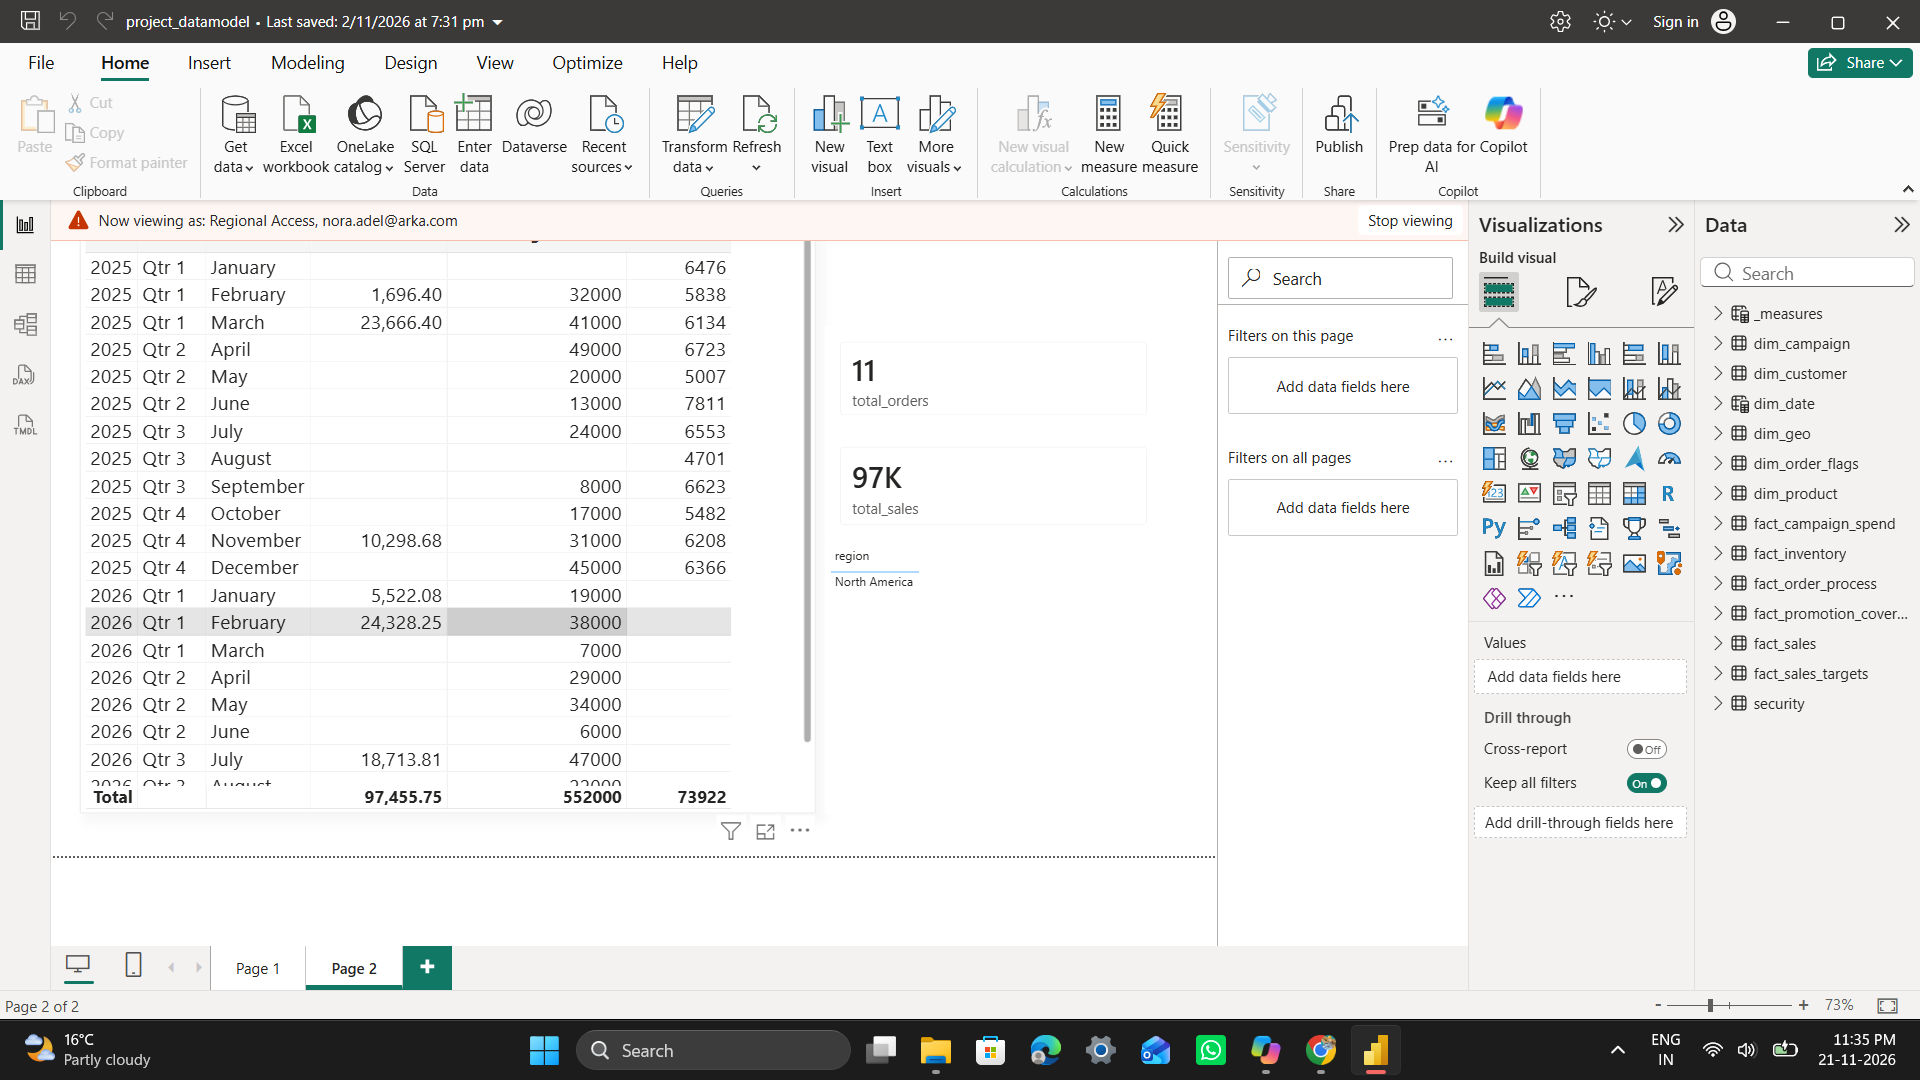 project_datamodel • Last saved: 2/11/2026 at 7:31 pm
Sign in
File Home Insert Modeling Design View Optimize Help
Share
Paste
Cut
Copy
Format painter
Clipboard
Get data
Excel workbook
OneLake catalog
SQL Server
Enter data
Dataverse
Recent sources
Data
Transform data
Refresh
Queries
New visual
Text box
More visuals
Insert
New visual calculation
New measure
Quick measure
Calculations
Sensitivity
Sensitivity
Publish
Share
Prep data for AI
Copilot
Copilot
Now viewing as: Regional Access, nora.adel@arka.com
Stop viewing
2025 Qtr 1 January 6476
2025 Qtr 1 February 1,696.40 32000 5838
2025 Qtr 1 March 23,666.40 41000 6134
2025 Qtr 2 April 49000 6723
2025 Qtr 2 May 20000 5007
2025 Qtr 2 June 13000 7811
2025 Qtr 3 July 24000 6553
2025 Qtr 3 August 4701
2025 Qtr 3 September 8000 6623
2025 Qtr 4 October 17000 5482
2025 Qtr 4 November 10,298.68 31000 6208
2025 Qtr 4 December 45000 6366
2026 Qtr 1 January 5,522.08 19000
2026 Qtr 1 February 24,328.25 38000
2026 Qtr 1 March 7000
2026 Qtr 2 April 29000
2026 Qtr 2 May 34000
2026 Qtr 2 June 6000
2026 Qtr 3 July 18,713.81 47000
Total 97,455.75 552000 73922
11
total_orders
97K
total_sales
region
North America
Search
Filters on this page ...
Add data fields here
Filters on all pages ...
Add data fields here
Visualizations
Build visual
R
Py
123
...
Values
Add data fields here
Drill through
Cross-report Off
Keep all filters On
Add drill-through fields here
Data
Search
_measures
dim_campaign
dim_customer
dim_date
dim_geo
dim_order_flags
dim_product
fact_campaign_spend
fact_inventory
fact_order_process
fact_promotion_cover...
fact_sales
fact_sales_targets
security
DAX
TMDL
Page 1
Page 2
+
Page 2 of 2
- + 73%
16°C
Partly cloudy
Search
ENG
IN
11:35 PM
21-11-2026